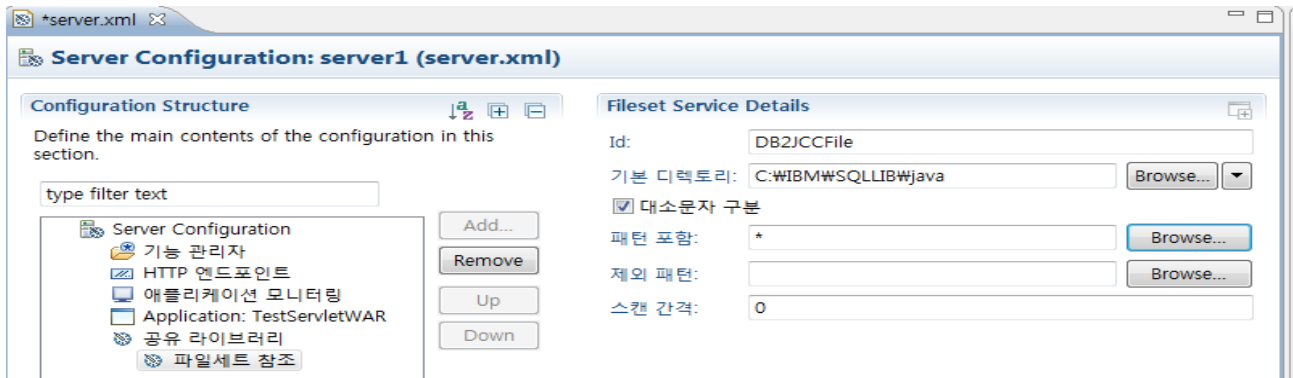 *server.xml
Server Configuration: server1 (server.xml)
Configuration Structure
Define the main contents of the configuration in this
section.
type filter text
Server Configuration
기능 관리자
HTTP 엔드포인트
애플리케이션 모니터링
Application: TestServletWAR
공유 라이브러리
파일세트 참조
Add...
Remove
Up
Down
Fileset Service Details
Id: DB2JCCFile
기본 디렉토리: C:₩IBM₩SQLLIB₩java Browse...
대소문자 구분
패턴 포함: * Browse...
제외 패턴: Browse...
스캔 간격: 0